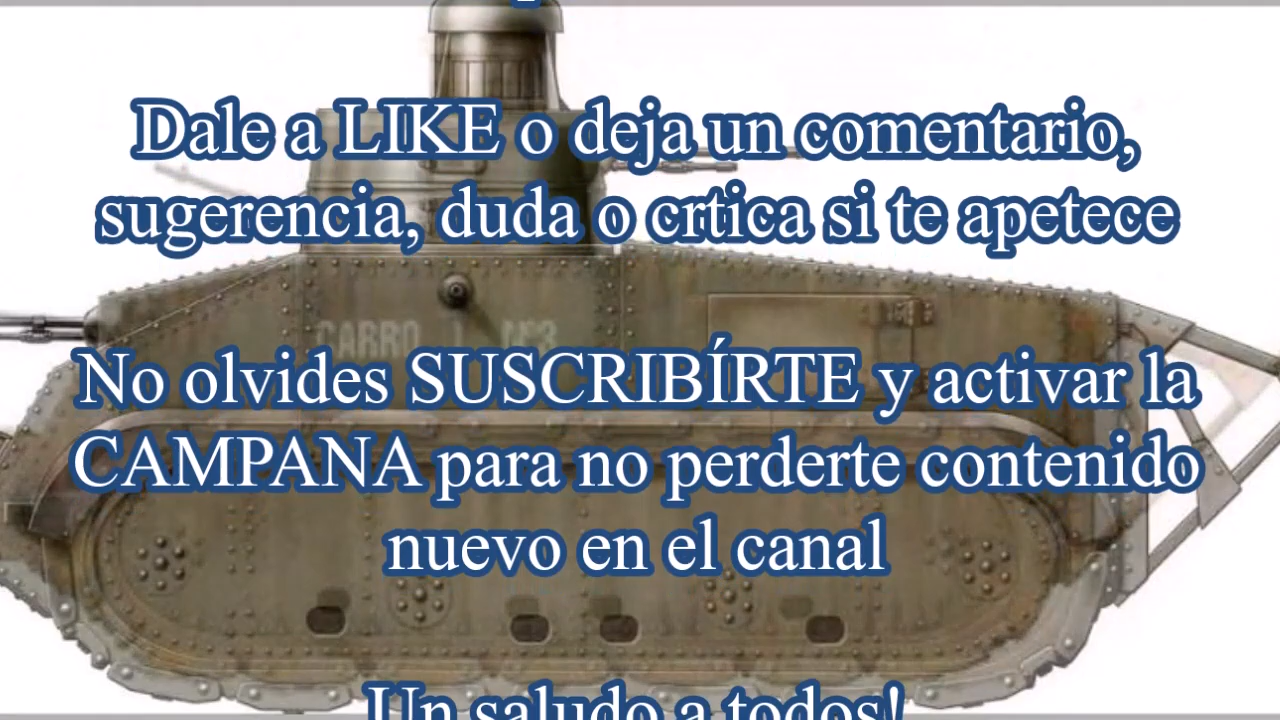 Dale a LIKE o deja un comentario,
sugerencia, duda o crtica si te apetece
CARRO
No olvides SUSCRIBÍRTE y activar la
CAMPANA para no perderte contenido
nuevo en el canal
Un saludo a todos!